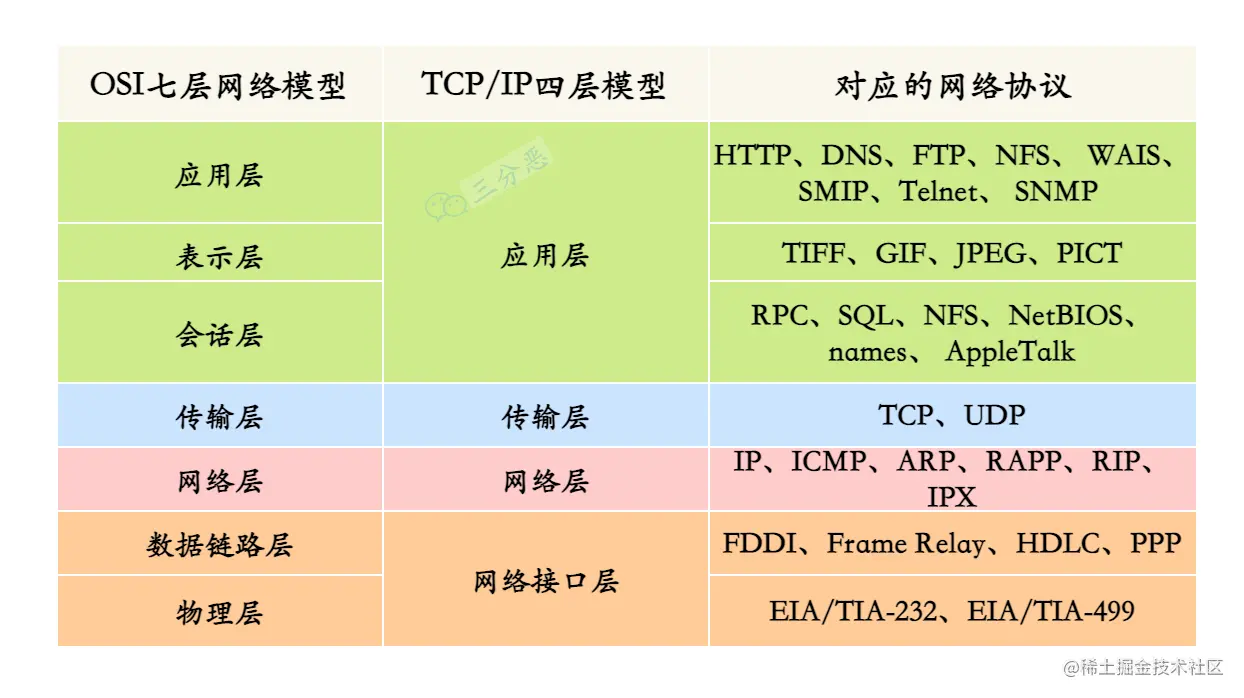 OSI七层网络模型 TCP/IP四层模型 对应的网络协议
应用层
三分恶
HTTP、DNS、FTP、NFS、 WAIS、
SMIP、Telnet、 SNMP
表示层
应用层
TIFF、GIF、JPEG、PICT
会话层
RPC、SQL、NFS、NetBIOS、
names、 AppleTalk
传输层 传输层 TCP、UDP
网络层 网络层
IP、ICMP、ARP、RAPP、RIP、
IPX
数据链路层
FDDI、Frame Relay、HDLC、PPP
网络接口层
物理层
EIA/TIA-232、EIA/TIA-499
@稀土掘金技术社区